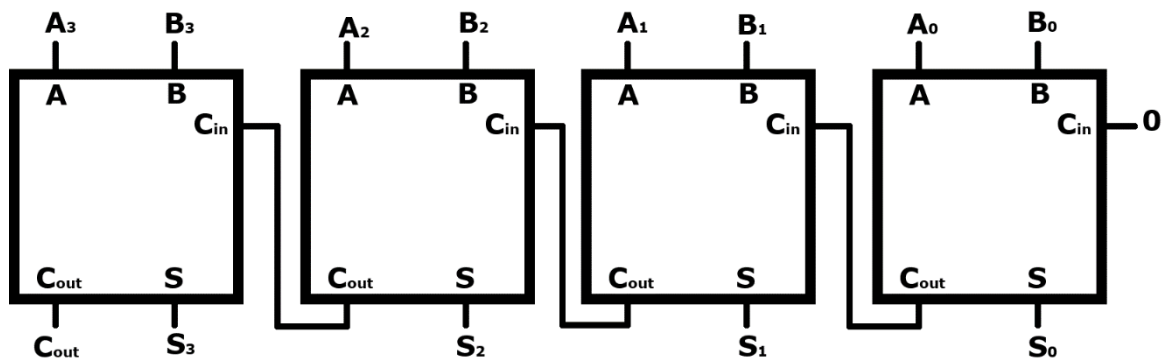 A₃ B₃ A₂ B₂ A₁ B₁ A₀ B₀
A B A B A B A B
Cᵢₙ Cᵢₙ Cᵢₙ Cᵢₙ 0
Cₒᵤₜ S Cₒᵤₜ S Cₒᵤₜ S Cₒᵤₜ S
Cₒᵤₜ S₃ S₂ S₁ S₀